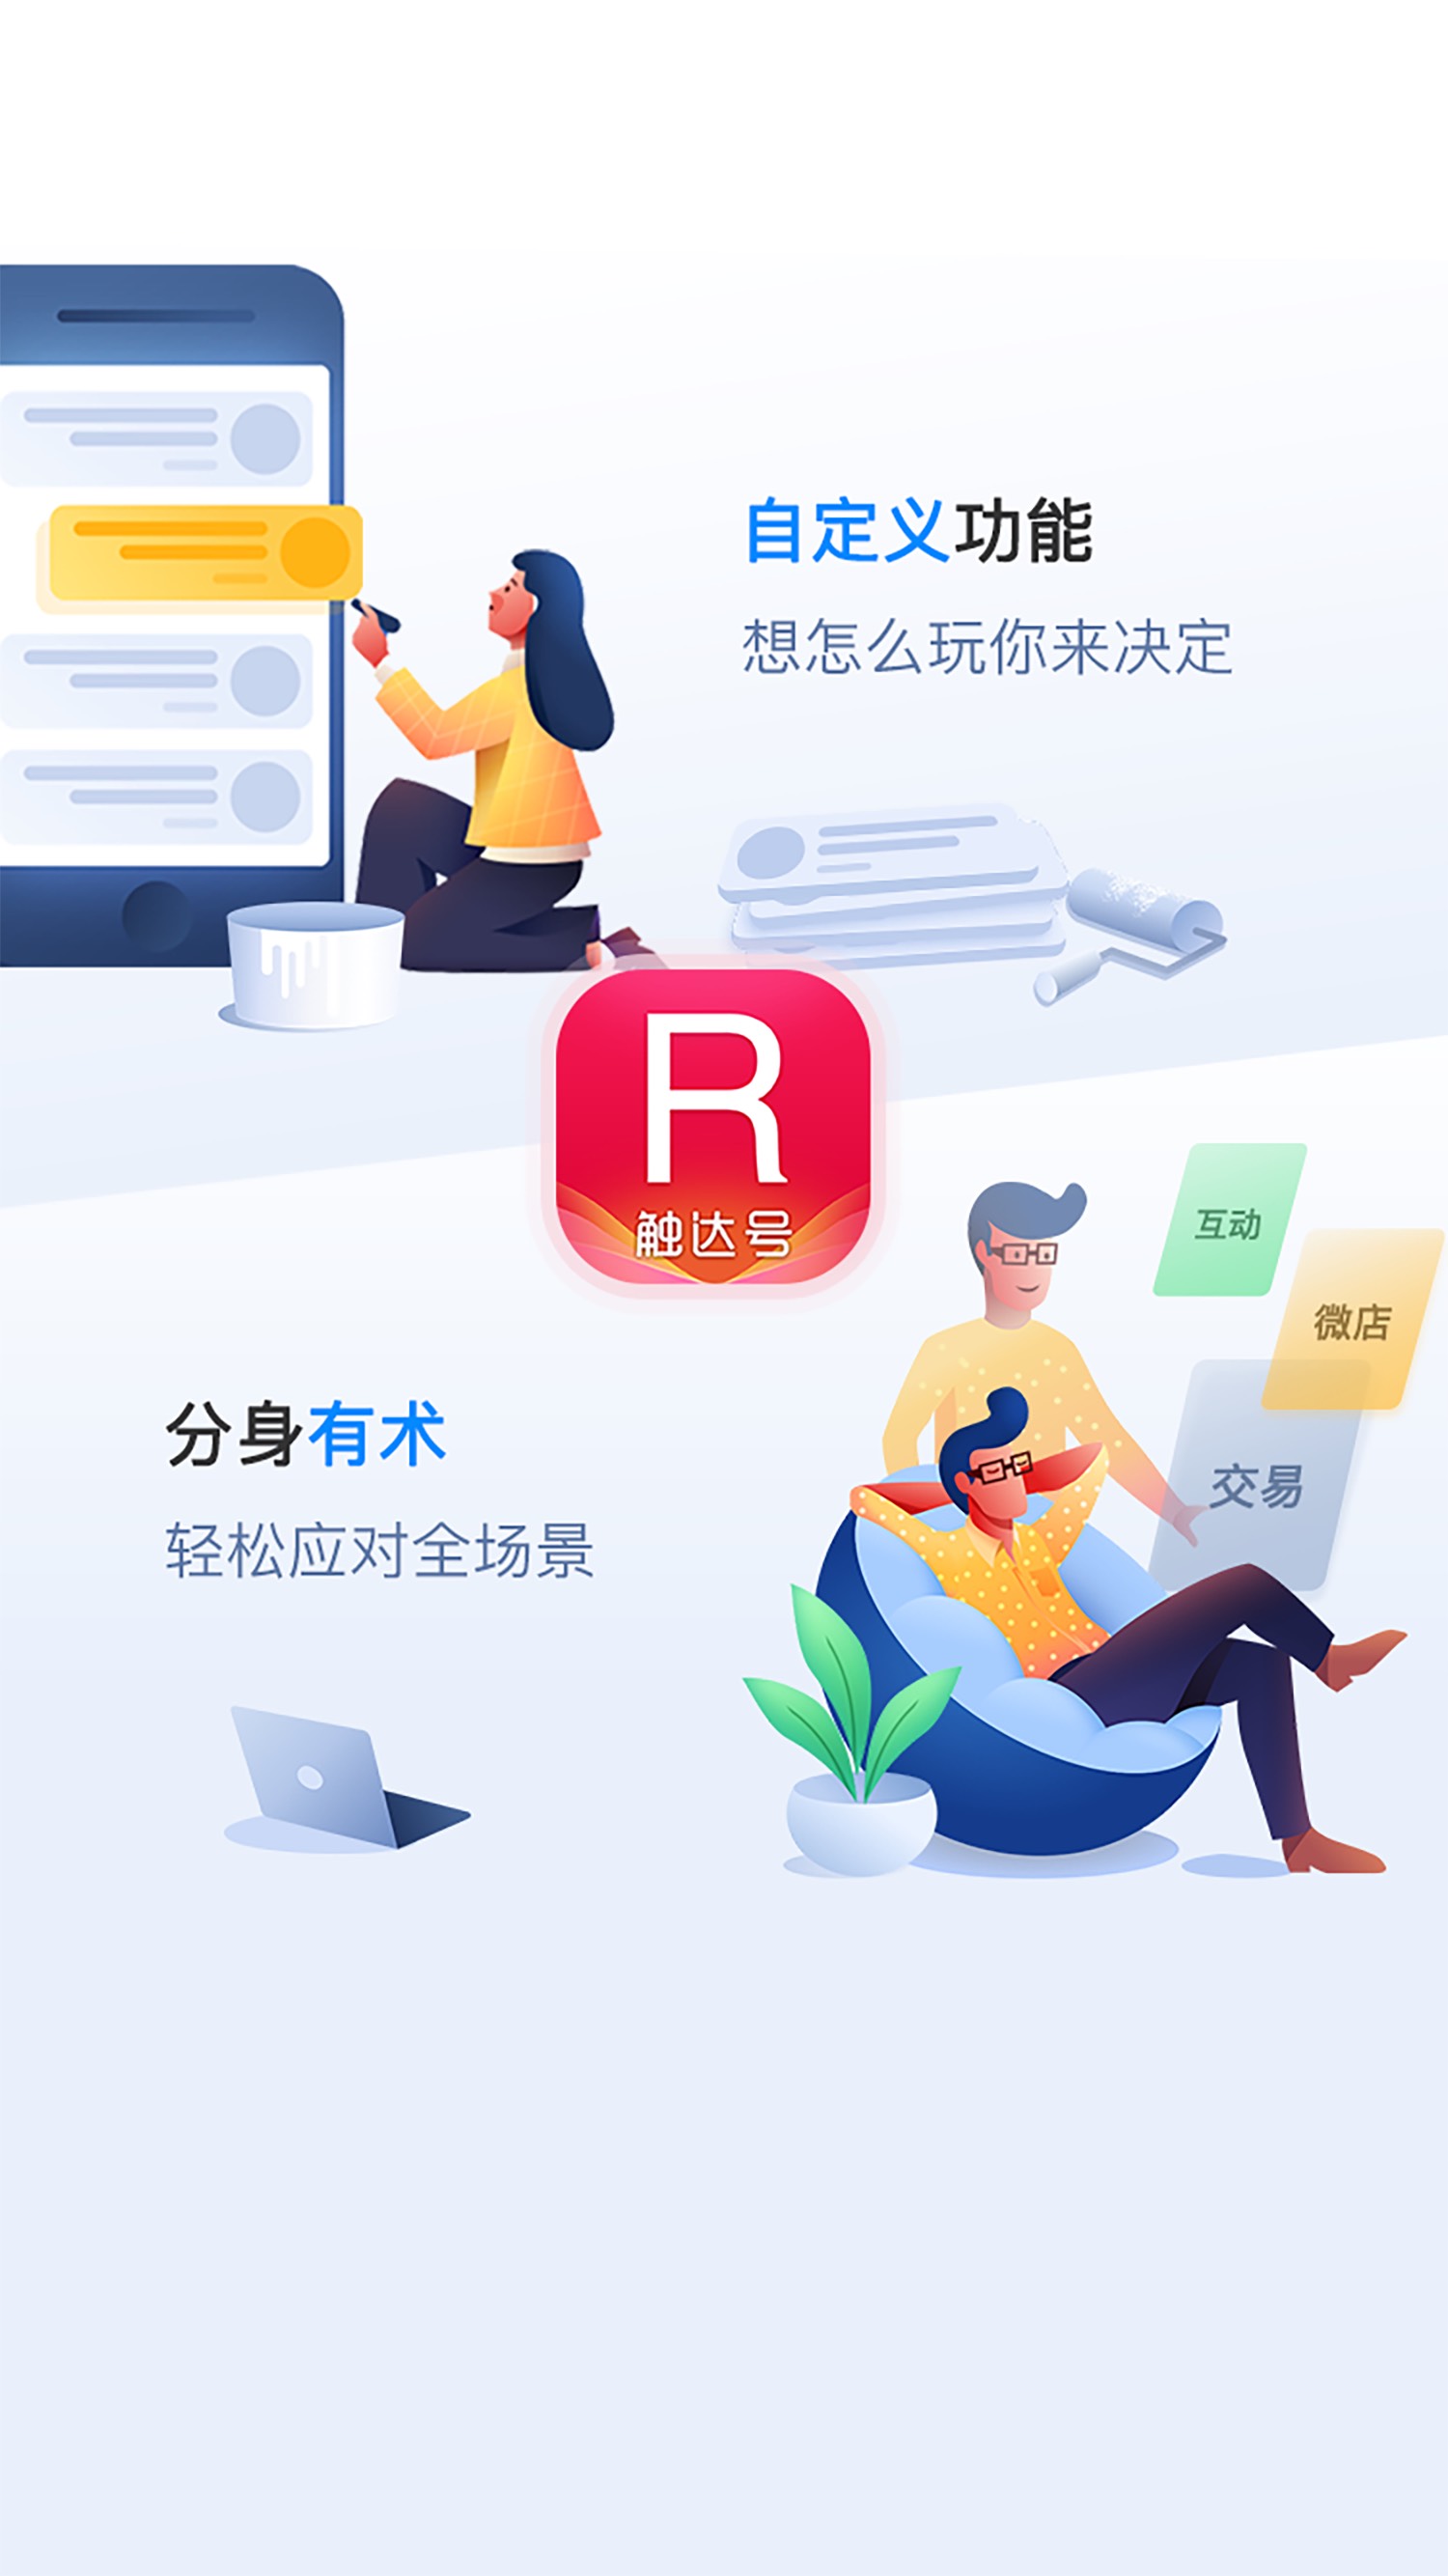 自定义功能
想怎么玩你来决定
R
触达号
互动
微店
交易
分身有术
轻松应对全场景